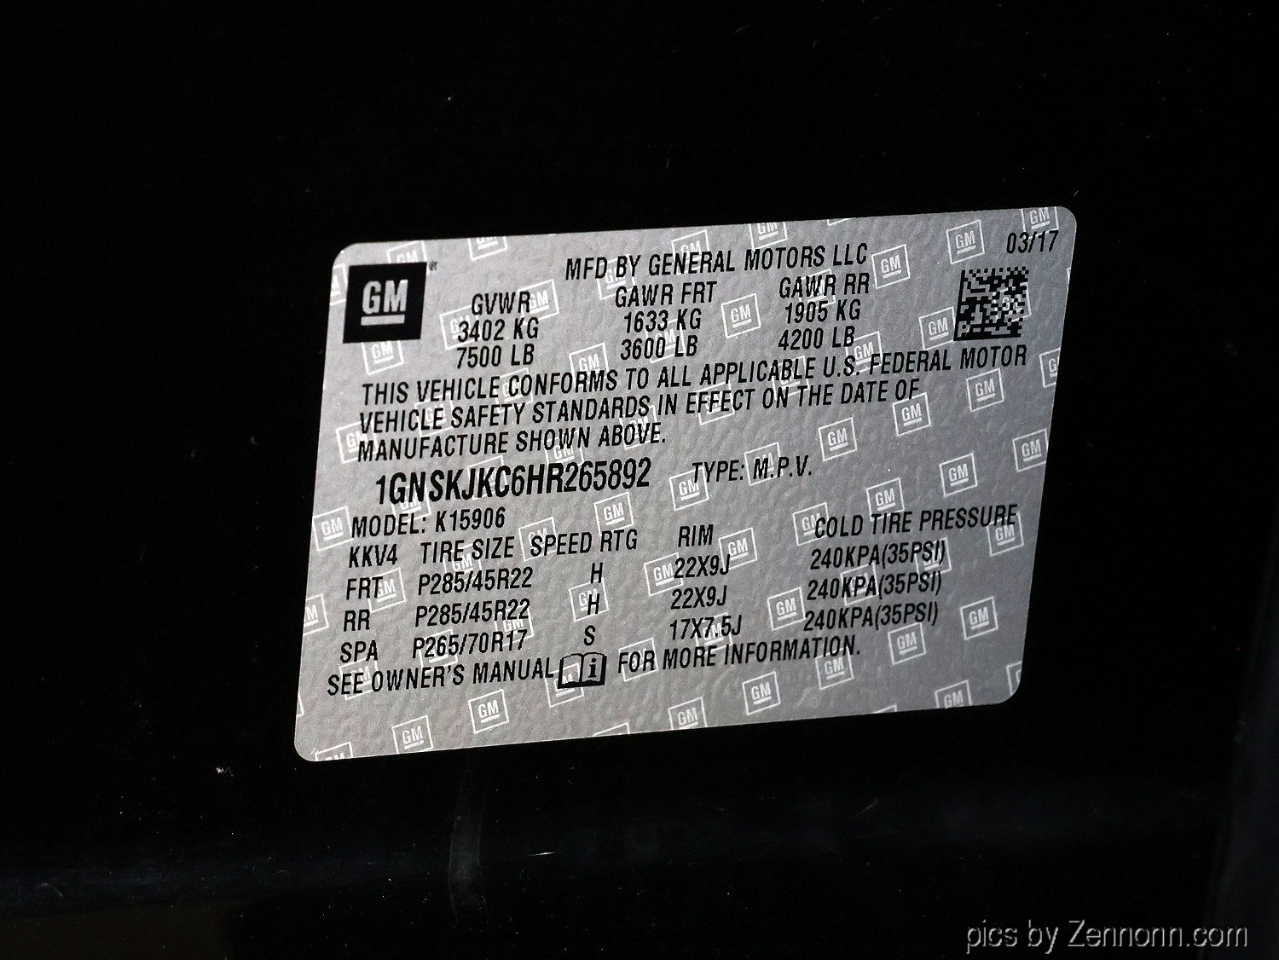 GM
MFD BY GENERAL MOTORS LLC 03/17
GVWR GAWR FRT GAWR RR
3402 KG 1633 KG 1905 KG
7500 LB 3600 LB 4200 LB
THIS VEHICLE CONFORMS TO ALL APPLICABLE U.S. FEDERAL MOTOR
VEHICLE SAFETY STANDARDS IN EFFECT ON THE DATE OF
MANUFACTURE SHOWN ABOVE.
1GNSKJKC6HR265892 TYPE: M.P.V.
MODEL: K15906
KKV4 TIRE SIZE SPEED RTG RIM COLD TIRE PRESSURE
FRT P285/45R22 H 22X9J 240KPA(35PSI)
RR P285/45R22 H 22X9J 240KPA(35PSI)
SPA P265/70R17 S 17X7.5J 240KPA(35PSI)
SEE OWNER'S MANUAL i FOR MORE INFORMATION.
pics by Zennonn.com